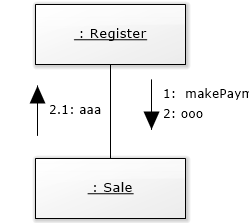 : Register
1: makePaym
2.1: aaa
2: ooo
: Sale